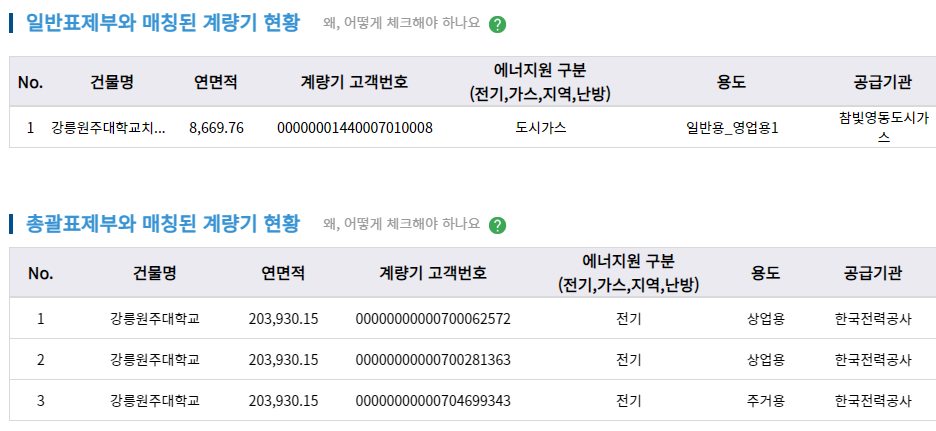 일반표제부와 매칭된 계량기 현황 왜, 어떻게 체크해야 하나요 ?
No. 건물명 연면적 계량기 고객번호 에너지원 구분 (전기,가스,지역,난방) 용도 공급기관
1 강릉원주대학교치... 8,669.76 00000001440007010008 도시가스 일반용_영업용1 참빛영동도시가스
총괄표제부와 매칭된 계량기 현황 왜, 어떻게 체크해야 하나요 ?
No. 건물명 연면적 계량기 고객번호 에너지원 구분 (전기,가스,지역,난방) 용도 공급기관
1 강릉원주대학교 203,930.15 00000000000700062572 전기 상업용 한국전력공사
2 강릉원주대학교 203,930.15 00000000000700281363 전기 상업용 한국전력공사
3 강릉원주대학교 203,930.15 00000000000704699343 전기 주거용 한국전력공사